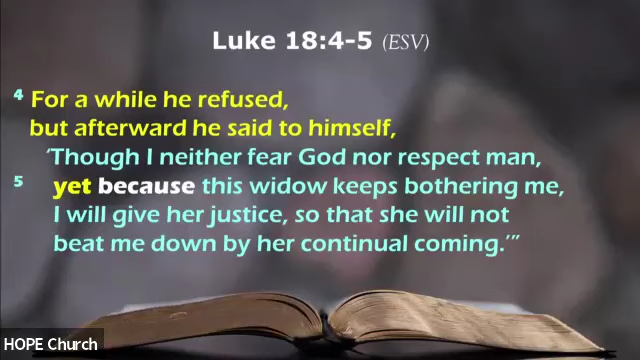 Luke 18:4-5 (ESV)
4 For a while he refused,
but afterward he said to himself,
‘Though I neither fear God nor respect man,
5 yet because this widow keeps bothering me,
I will give her justice, so that she will not
beat me down by her continual coming.’”
HOPE Church